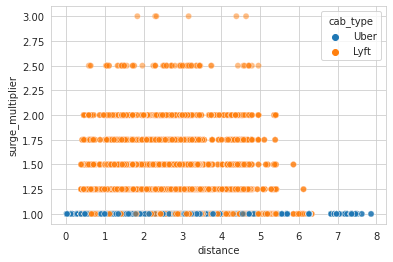 3.00
2.75
2.50
2.25
2.00
1.75
1.50
1.25
1.00
surge_multiplier
0 1 2 3 4 5 6 7 8
distance
cab_type
Uber
Lyft